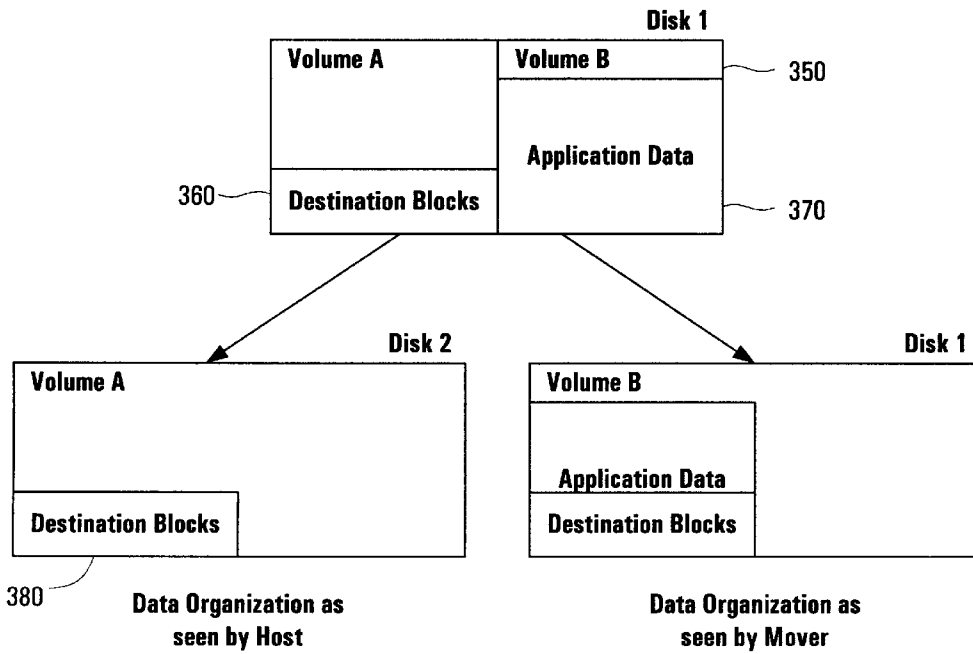 Disk 1
Volume A
Volume B
350
Application Data
360
Destination Blocks
370
Disk 2
Disk 1
Volume A
Volume B
Application Data
Destination Blocks
Destination Blocks
380
Data Organization as
seen by Host
Data Organization as
seen by Mover